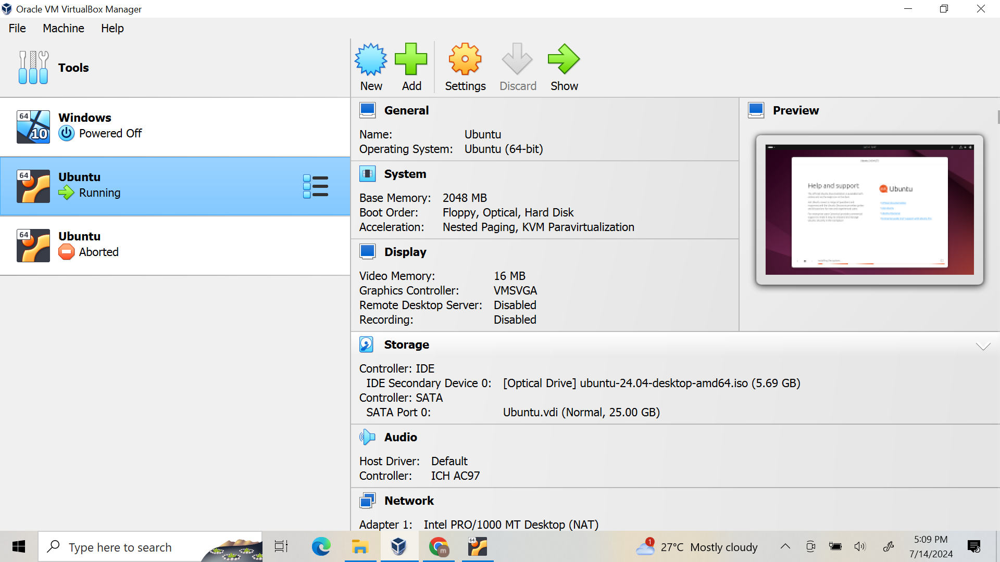 Oracle VM VirtualBox Manager
File Machine Help
Tools
New Add Settings Discard Show
64
10
Windows
Powered Off
64
Ubuntu
Running
64
Ubuntu
Aborted
General
Name: Ubuntu
Operating System: Ubuntu (64-bit)
System
Base Memory: 2048 MB
Boot Order: Floppy, Optical, Hard Disk
Acceleration: Nested Paging, KVM Paravirtualization
Display
Video Memory: 16 MB
Graphics Controller: VMSVGA
Remote Desktop Server: Disabled
Recording: Disabled
Preview
Help and support
Ubuntu
Storage
Controller: IDE
IDE Secondary Device 0: [Optical Drive] ubuntu-24.04-desktop-amd64.iso (5.69 GB)
Controller: SATA
SATA Port 0: Ubuntu.vdi (Normal, 25.00 GB)
Audio
Host Driver: Default
Controller: ICH AC97
Network
Adapter 1: Intel PRO/1000 MT Desktop (NAT)
Type here to search
m
64
1
27°C Mostly cloudy
5:09 PM
7/14/2024